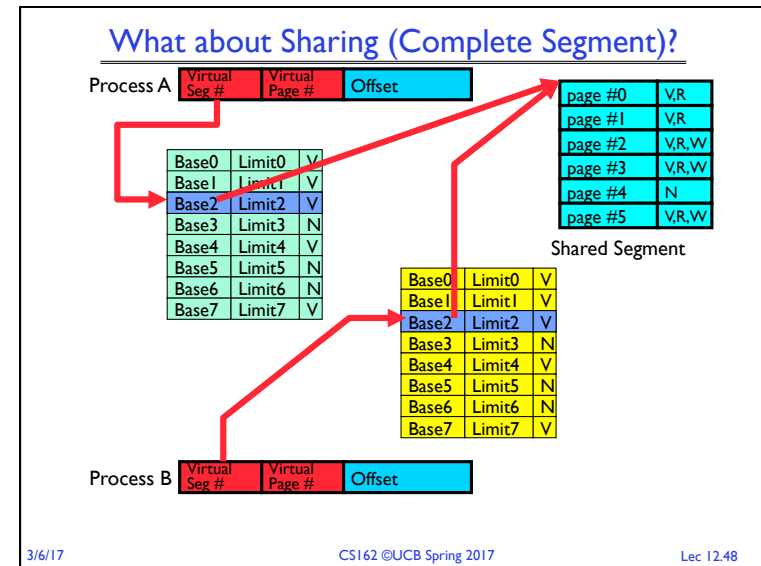 What about Sharing (Complete Segment)?
Process A Virtual Seg # Virtual Page # Offset
page #0 V,R
page #1 V,R
page #2 V,R,W
page #3 V,R,W
page #4 N
page #5 V,R,W
Shared Segment
Base0 Limit0 V
Base1 Limit1 V
Base2 Limit2 V
Base3 Limit3 N
Base4 Limit4 V
Base5 Limit5 N
Base6 Limit6 N
Base7 Limit7 V
Base0 Limit0 V
Base1 Limit1 V
Base2 Limit2 V
Base3 Limit3 N
Base4 Limit4 V
Base5 Limit5 N
Base6 Limit6 N
Base7 Limit7 V
Process B Virtual Seg # Virtual Page # Offset
3/6/17 CS162 ©UCB Spring 2017 Lec 12.48